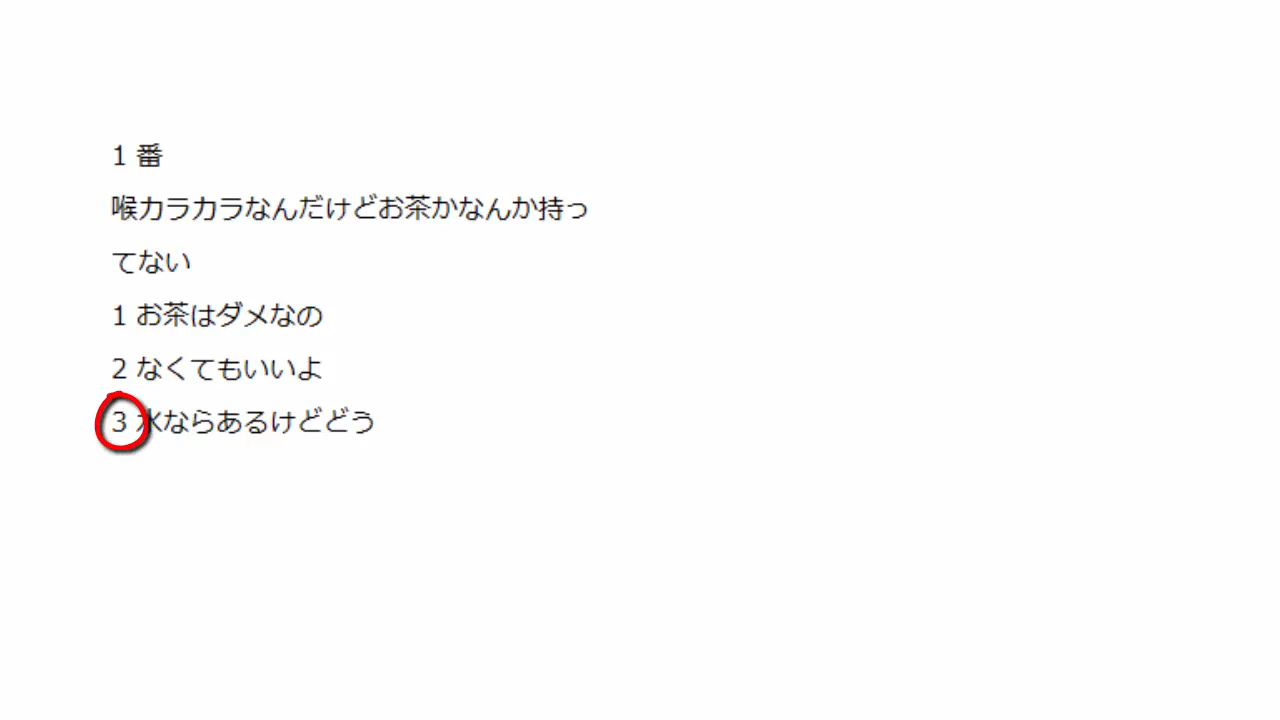 1 番
喉カラカラなんだけどお茶かなんか持っ
てない
1 お茶はダメなの
2 なくてもいいよ
3 水ならあるけどどう